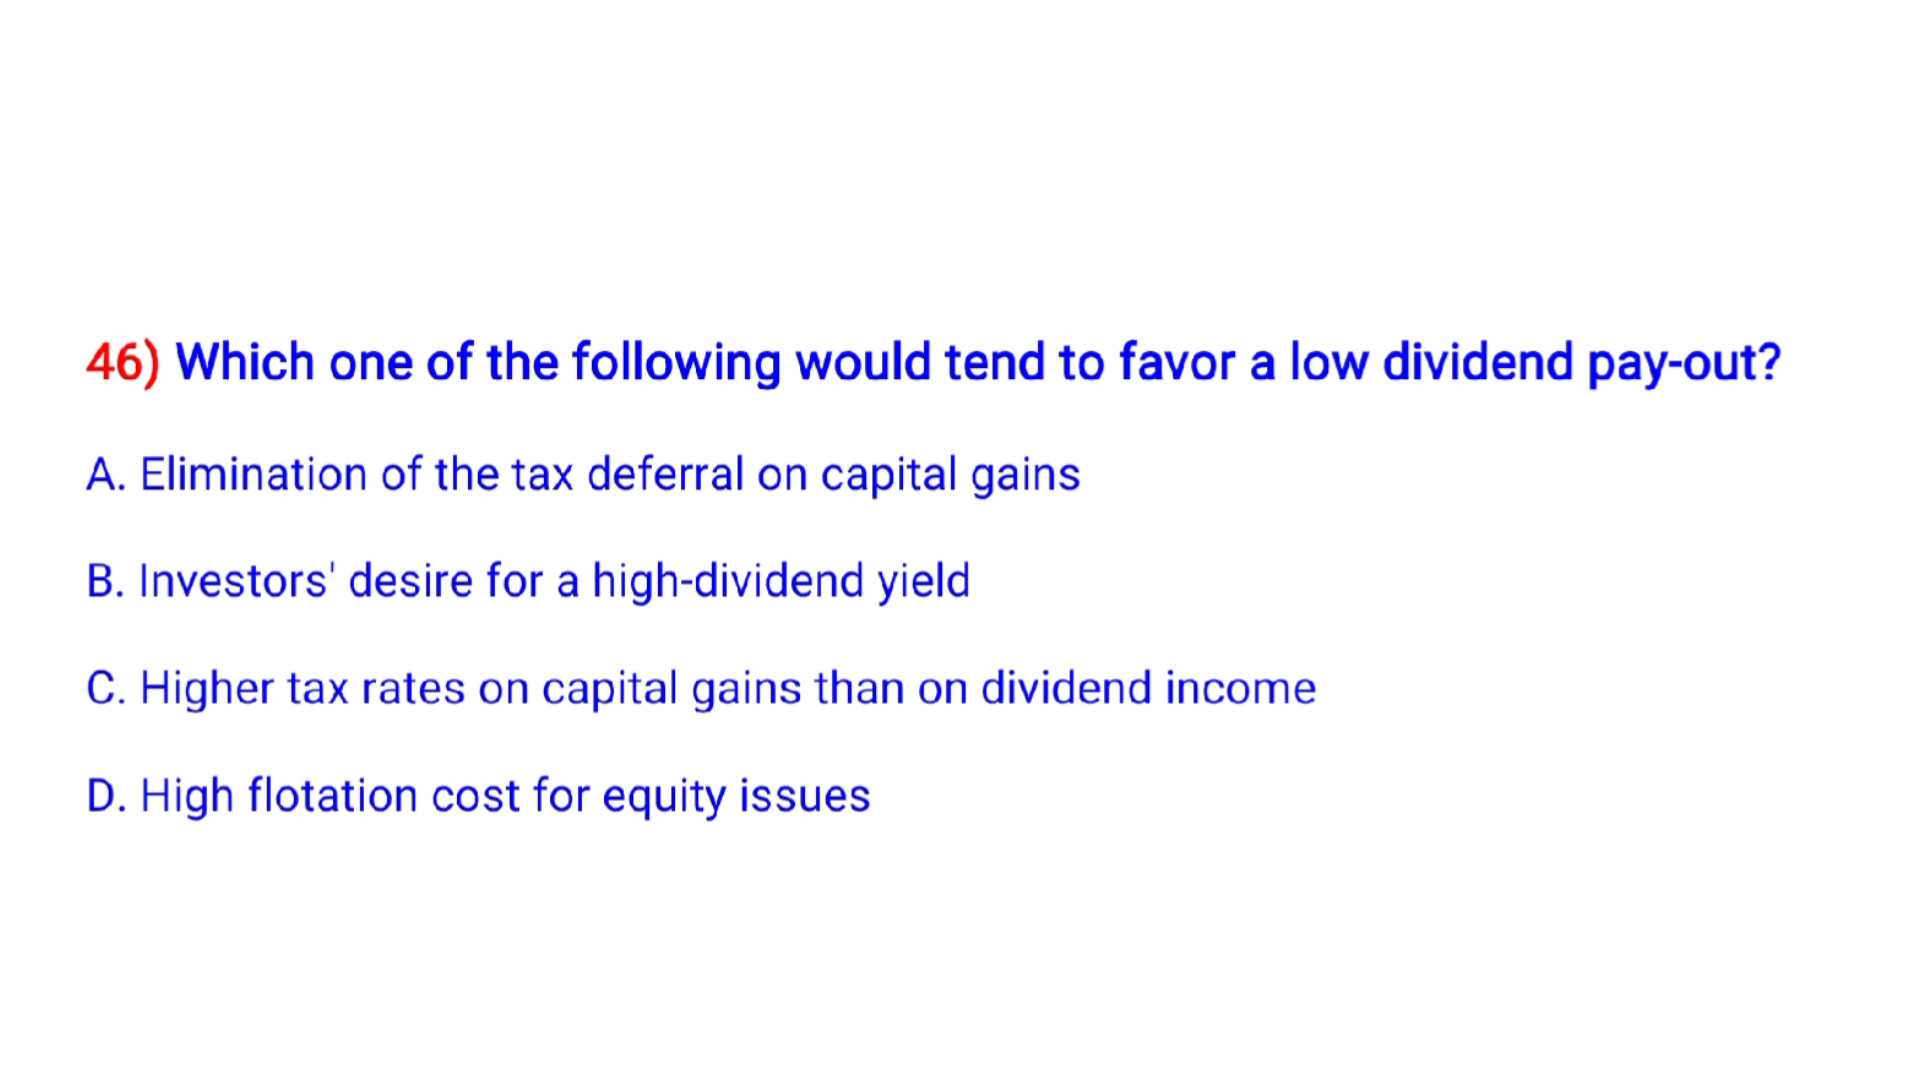 46) Which one of the following would tend to favor a low dividend pay-out?
A. Elimination of the tax deferral on capital gains
B. Investors' desire for a high-dividend yield
C. Higher tax rates on capital gains than on dividend income
D. High flotation cost for equity issues